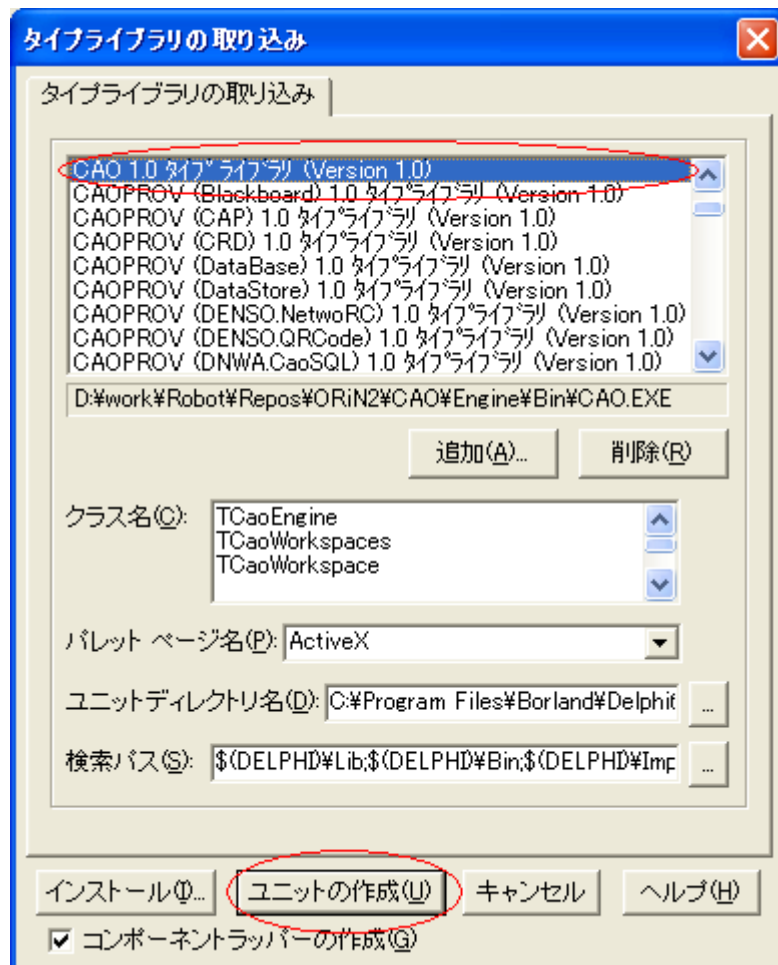 タイプライブラリの取り込み
タイプライブラリの取り込み
CAO 1.0 ﾀｲﾌﾟ ﾗｲﾌﾞﾗﾘ (Version 1.0)
CAOPROV (Blackboard) 1.0 ﾀｲﾌﾟﾗｲﾌﾞﾗﾘ (Version 1.0)
CAOPROV (CAP) 1.0 ﾀｲﾌﾟﾗｲﾌﾞﾗﾘ (Version 1.0)
CAOPROV (CRD) 1.0 ﾀｲﾌﾟﾗｲﾌﾞﾗﾘ (Version 1.0)
CAOPROV (DataBase) 1.0 ﾀｲﾌﾟﾗｲﾌﾞﾗﾘ (Version 1.0)
CAOPROV (DataStore) 1.0 ﾀｲﾌﾟﾗｲﾌﾞﾗﾘ (Version 1.0)
CAOPROV (DENSO.NetwoRC) 1.0 ﾀｲﾌﾟﾗｲﾌﾞﾗﾘ (Version 1.0)
CAOPROV (DENSO.QRCode) 1.0 ﾀｲﾌﾟﾗｲﾌﾞﾗﾘ (Version 1.0)
CAOPROV (DNWA.CaoSQL) 1.0 ﾀｲﾌﾟﾗｲﾌﾞﾗﾘ (Version 1.0)
D:¥work¥Robot¥Repos¥ORiN2¥CAO¥Engine¥Bin¥CAO.EXE
追加(A)... 削除(R)
クラス名(C): TCaoEngine
TCaoWorkspaces
TCaoWorkspace
パレット ページ名(P): ActiveX
ユニットディレクトリ名(D): C:¥Program Files¥Borland¥Delphi6 ...
検索パス(S): $(DELPHI)¥Lib;$(DELPHI)¥Bin;$(DELPHI)¥Imp ...
インストール(I)... ユニットの作成(U) キャンセル ヘルプ(H)
コンポーネントラッパーの作成(G)